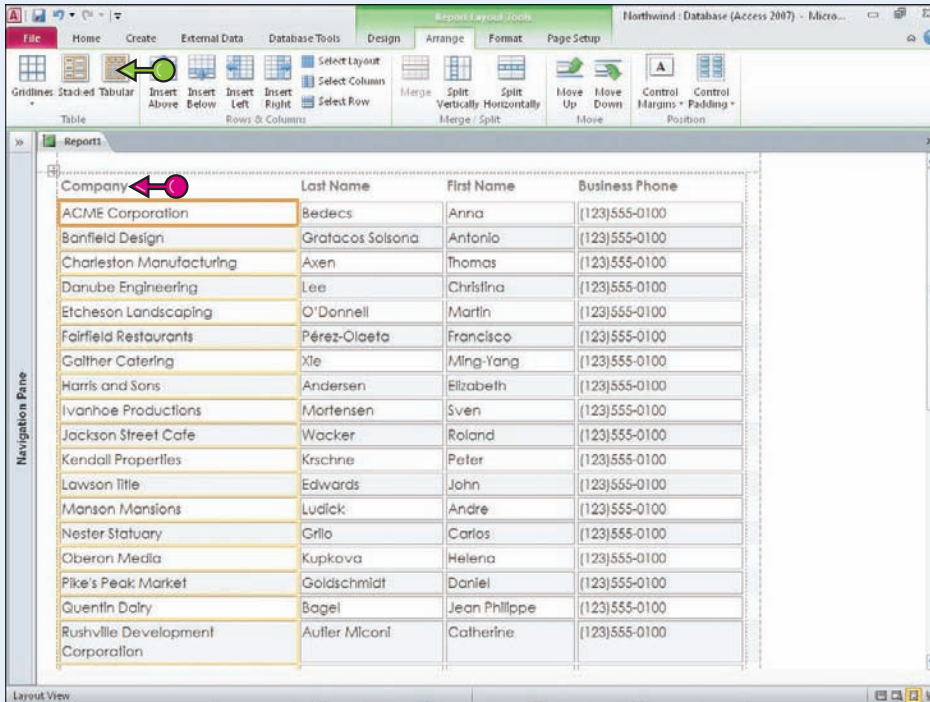 Report Layout Tools
Northwind : Database (Access 2007) - Micro...
File Home Create External Data Database Tools Design Arrange Format Page Setup
Gridlines Stacked Tabular Insert Above Insert Below Insert Left Insert Right Select Layout Select Column Select Row Merge Split Vertically Split Horizontally Move Up Move Down Control Margins Control Padding
Table Rows & Columns Merge / Split Move Position
Report1
Navigation Pane
Company Last Name First Name Business Phone
ACME Corporation Bedecs Anna (123)555-0100
Banfield Design Gratacos Solsona Antonio (123)555-0100
Charleston Manufacturing Axen Thomas (123)555-0100
Danube Engineering Lee Christina (123)555-0100
Etcheson Landscaping O'Donnell Martin (123)555-0100
Fairfield Restaurants Pérez-Olaeta Francisco (123)555-0100
Gaither Catering Xie Ming-Yang (123)555-0100
Harris and Sons Andersen Elizabeth (123)555-0100
Ivanhoe Productions Mortensen Sven (123)555-0100
Jackson Street Cafe Wacker Roland (123)555-0100
Kendall Properties Krschne Peter (123)555-0100
Lawson Title Edwards John (123)555-0100
Manson Mansions Ludick Andre (123)555-0100
Nester Statuary Grilo Carlos (123)555-0100
Oberon Media Kupkova Helena (123)555-0100
Pike's Peak Market Goldschmidt Daniel (123)555-0100
Quentin Dairy Bagel Jean Philippe (123)555-0100
Rushville Development Autier Miconi Catherine (123)555-0100
Corporation
Layout View